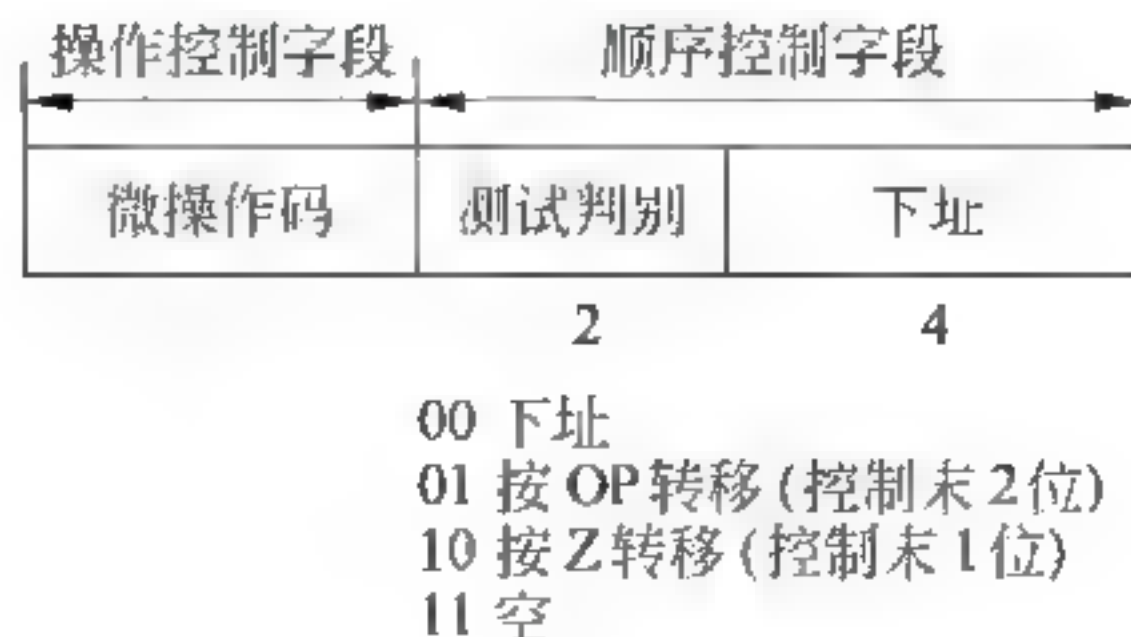 操作控制字段 顺序控制字段
微操作码 测试判别 下址
2 4
00 下址
01 按OP转移(控制末2位)
10 按Z转移(控制末1位)
11 空